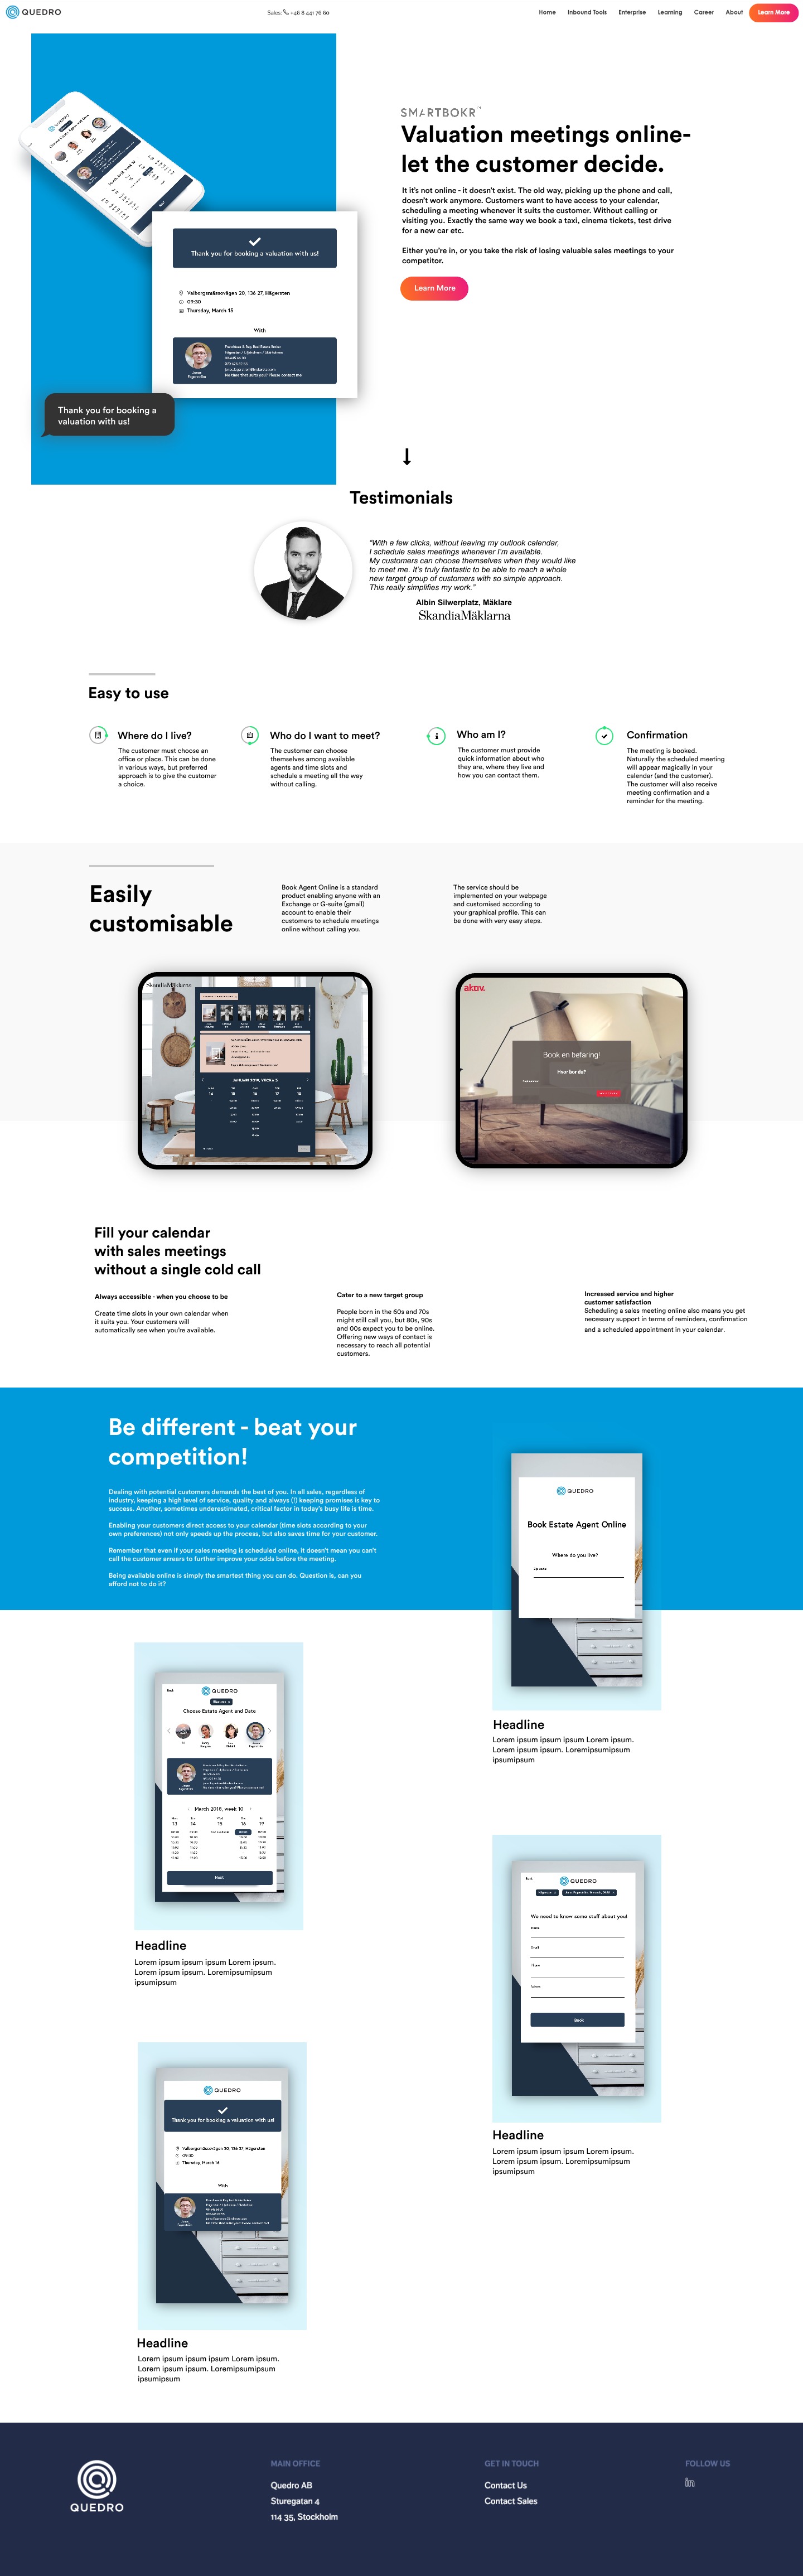 QUEDRO
Sales: +46 8 441 76 60
Home
Inbound Tools
Enterprise
Learning
Career
About
Learn More
SMARTBOKR™
Valuation meetings online-
let the customer decide.
It it's not online - it doesn't exist. The old way, picking up the phone and call,
doesn't work anymore. Customers want to have access to your calendar,
scheduling a meeting whenever it suits the customer. Without calling or
visiting you. Exactly the same way we book a taxi, cinema tickets, test drive
for a new car etc.
Either you're in, or you take the risk of losing valuable sales meetings to your
competitor.
Learn More
Thank you for booking a valuation with us!
Valborgsmässovägen 20, 136 27, Hägersten
09:30
Thursday, March 15
With
Thank you for booking a
valuation with us!
Testimonials
"With a few clicks, without leaving my outlook calendar,
I schedule sales meetings whenever I'm available.
My customers can choose themselves when they would like
to meet me. It's truly fantastic to be able to reach a whole
new target group of customers with so simple approach.
This really simplifies my work."
Albin Silwerplatz, Mäklare
SkandiaMäklarna
Easy to use
Where do I live?
The customer must choose an
office or place. This can be done
in various ways, but preferred
approach is to give the customer
a choice.
Who do I want to meet?
The customer can choose
themselves among available
agents and time slots and
schedule a meeting all the way
without calling.
Who am I?
The customer must provide
quick information about who
they are, where they live and
how you can contact them.
Confirmation
The meeting is booked.
Naturally the scheduled meeting
will appear magically in your
calendar (and the customer).
The customer will also receive
meeting confirmation and a
reminder for the meeting.
Easily
customisable
Book Agent Online is a standard
product enabling anyone with an
Exchange or G-suite (gmail)
account to enable their
customers to schedule meetings
online without calling you.
The service should be
implemented on your webpage
and customised according to
your graphical profile. This can
be done with very easy steps.
SkandiaMäklarna
JANUARI 2019, VECKA 3
aktiv.
Book en befaring!
Hvor bor du?
Fill your calendar
with sales meetings
without a single cold call
Always accessible - when you choose to be
Create time slots in your own calendar when
it suits you. Your customers will
automatically see when you're available.
Cater to a new target group
People born in the 60s and 70s
might still call you, but 80s, 90s
and 00s expect you to be online.
Offering new ways of contact is
necessary to reach all potential
customers.
Increased service and higher
customer satisfaction
Scheduling a sales meeting online also means you get
necessary support in terms of reminders, confirmation
and a scheduled appointment in your calendar.
Be different - beat your
competition!
Dealing with potential customers demands the best of you. In all sales, regardless of
industry, keeping a high level of service, quality and always (!) keeping promises is key to
success. Another, sometimes underestimated, critical factor in today's busy life is time.
Enabling your customers direct access to your calendar (time slots according to your
own preferences) not only speeds up the process, but also saves time for your customer.
Remember that even if your sales meeting is scheduled online, it doesn't mean you can't
call the customer arrears to further improve your odds before the meeting.
Being available online is simply the smartest thing you can do. Question is, can you
afford not to do it?
QUEDRO
Book Estate Agent Online
Where do you live?
Zip code
Headline
Lorem ipsum ipsum ipsum Lorem ipsum.
Lorem ipsum ipsum. Loremipsumipsum
ipsumipsum
QUEDRO
Choose Estate Agent and Date
March 2018, week 10
13
14
15
16
19
Next
Headline
Lorem ipsum ipsum ipsum Lorem ipsum.
Lorem ipsum ipsum. Loremipsumipsum
ipsumipsum
QUEDRO
We need to know some stuff about you!
Name
Email
Phone
Book
Headline
Lorem ipsum ipsum ipsum Lorem ipsum.
Lorem ipsum ipsum. Loremipsumipsum
ipsumipsum
QUEDRO
Thank you for booking a valuation with us!
Valborgsmässovägen 20, 136 27, Hägersten
09:30
Thursday, March 16
With
Headline
Lorem ipsum ipsum ipsum Lorem ipsum.
Lorem ipsum ipsum. Loremipsumipsum
ipsumipsum
QUEDRO
MAIN OFFICE
Quedro AB
Sturegatan 4
114 35, Stockholm
GET IN TOUCH
Contact Us
Contact Sales
FOLLOW US
in